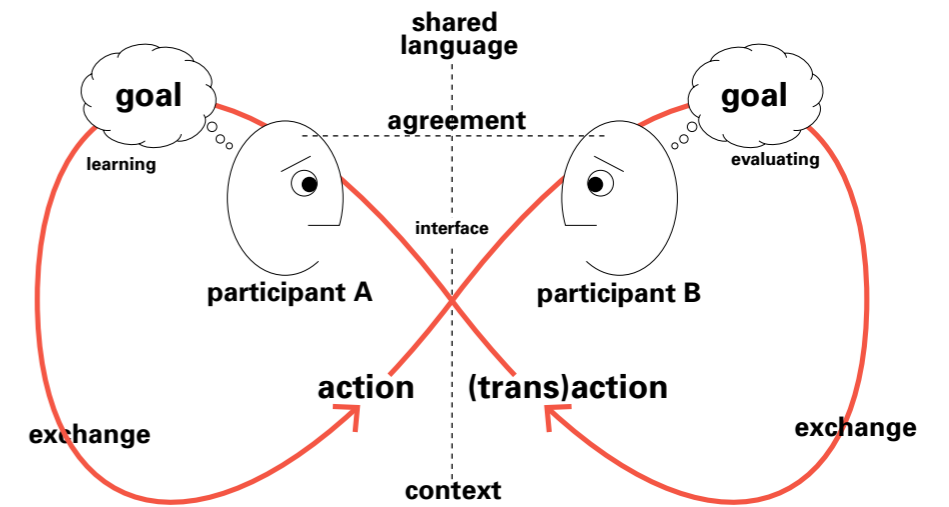 shared
language
goal
goal
agreement
learning
evaluating
interface
participant A
participant B
action
(trans)action
exchange
exchange
context